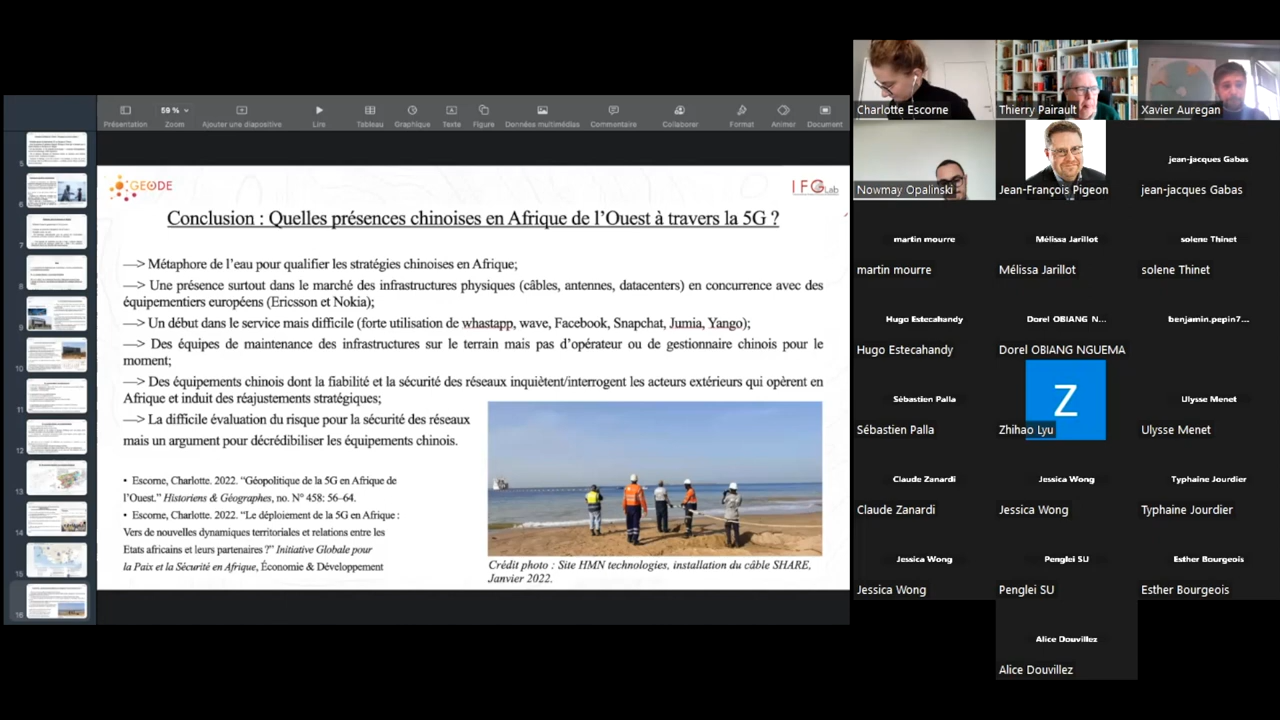 59 %
Présentation
Zoom
Ajouter une diapositive
Lire
Tableau
Graphique
Texte
Figure
Données multimédias
Commentaire
Collaborer
Format
Animer
Document
5
6
7
8
9
10
11
12
13
14
15
16
GEODE
IFG Lab
Conclusion : Quelles présences chinoises en Afrique de l'Ouest à travers la 5G ?
—> Métaphore de l'eau pour qualifier les stratégies chinoises en Afrique;
—> Une présence surtout dans le marché des infrastructures physiques (câbles, antennes, datacenters) en concurrence avec des
équipementiers européens (Ericsson et Nokia);
—> Un début dans le service mais difficile (forte utilisation de whastapp, wave, Facebook, Snapchat, Jumia, Yango);
—> Des équipes de maintenance des infrastructures sur le terrain mais pas d'opérateur ou de gestionnaire chinois pour le
moment;
—> Des équipements chinois dont la fiabilité et la sécurité des réseaux inquiètent/interrogent les acteurs extérieurs qui opèrent en
Afrique et induit des réajustements stratégiques;
—> La difficile évaluation du risque pour la sécurité des réseaux
mais un argument pour décrédibiliser les équipements chinois.
• Escorne, Charlotte. 2022. “Géopolitique de la 5G en Afrique de
l'Ouest.” Historiens & Géographes, no. N° 458: 56–64.
• Escorne, Charlotte. 2022. “Le déploiement de la 5G en Afrique :
Vers de nouvelles dynamiques territoriales et relations entre les
Etats africains et leurs partenaires ?” Initiative Globale pour
la Paix et la Sécurité en Afrique, Économie & Développement
Crédit photo : Site HMN technologies, installation du câble SHARE,
Janvier 2022.
Charlotte Escorne
Thierry Pairault
Xavier Auregan
Nowmay Opalinski
Jean-François Pigeon
jean-jacques Gabas
jean-jacques Gabas
martin mourre
martin mourre
Mélissa Jarillot
Mélissa Jarillot
solene Thinet
solene Thinet
Hugo Estecahandy
Hugo Estecahandy
Dorel OBIANG N...
Dorel OBIANG NGUEMA
benjamin.pepin7...
Sébastien Palla
Sébastien Palla
Z
Zhihao Lyu
Ulysse Menet
Ulysse Menet
Claude Zanardi
Claude Zanardi
Jessica Wong
Jessica Wong
Typhaine Jourdier
Typhaine Jourdier
Jessica Wong
Jessica Wong
Penglei SU
Penglei SU
Esther Bourgeois
Esther Bourgeois
Alice Douvillez
Alice Douvillez